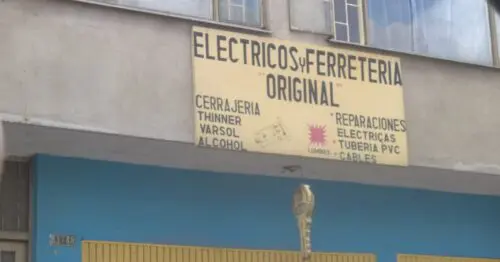 ELECTRICOS Y FERRETERIA
"ORIGINAL"
CERRAJERIA
THINNER
VARSOL
ALCOHOL
• REPARACIONES
ELECTRICAS
• TUBERIA PVC
• CABLES